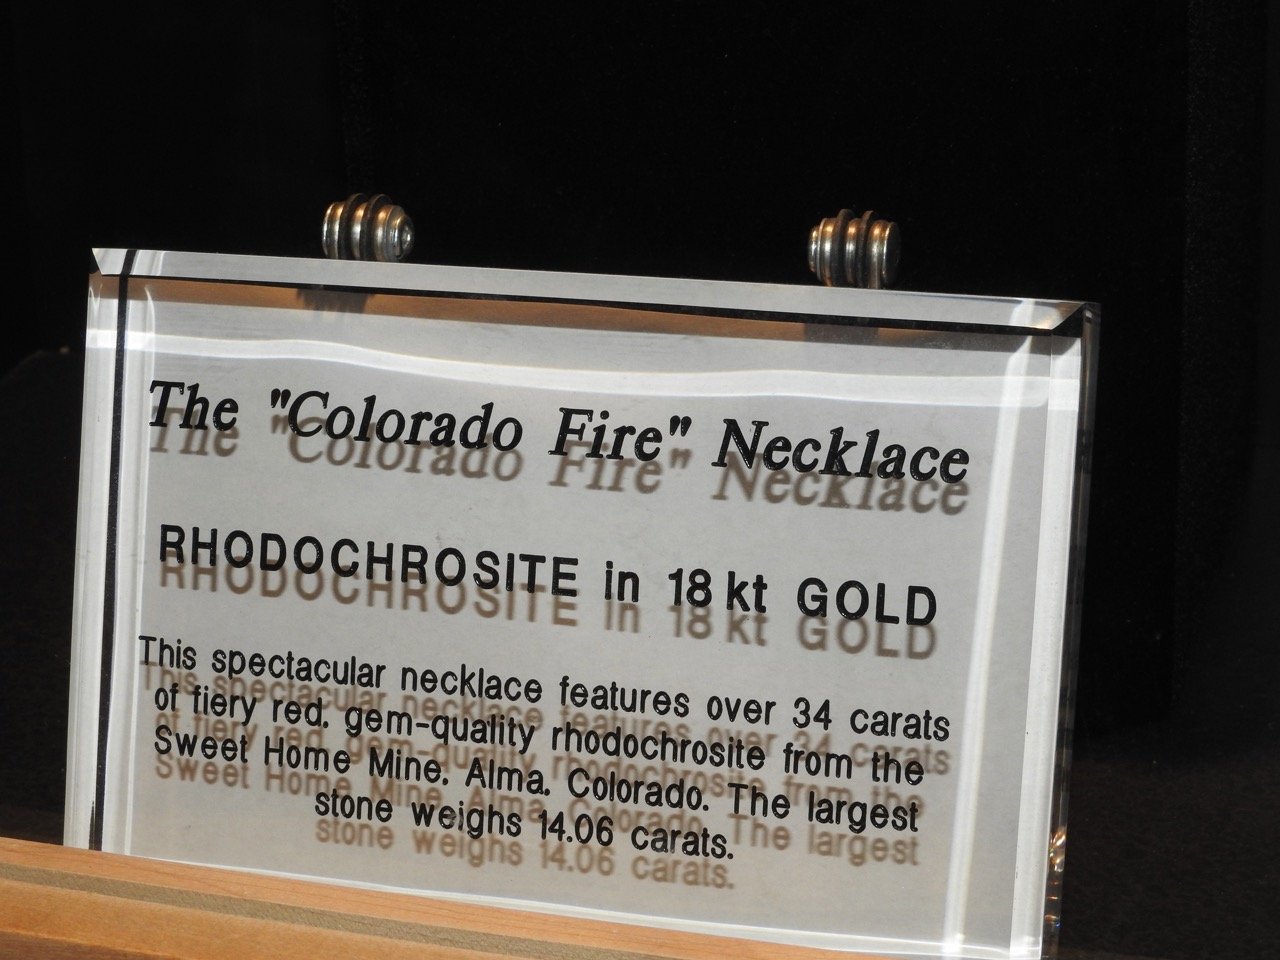 The "Colorado Fire" Necklace
RHODOCHROSITE in 18 kt GOLD
This spectacular necklace features over 34 carats
of fiery red. gem-quality rhodochrosite from the
Sweet Home Mine. Alma. Colorado. The largest
stone weighs 14.06 carats.